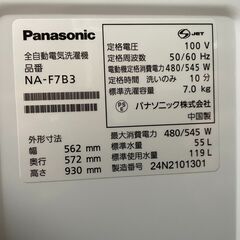 Panasonic
全自動電気洗濯機
品番
NA-F7B3
外形寸法
幅 562 mm
奥行 572 mm
高さ 930 mm
S JET
定格電圧 100 V
定格周波数 50/60 Hz
電動機定格消費電力 480/545 W
定格時間 洗いのみ 10 分
標準洗濯容量 7.0 kg
PS E
パナソニック株式会社
中国製
最大消費電力 480/545 W
標準水量 55 L
標準使用水量 119 L
製造番号 24N2101301